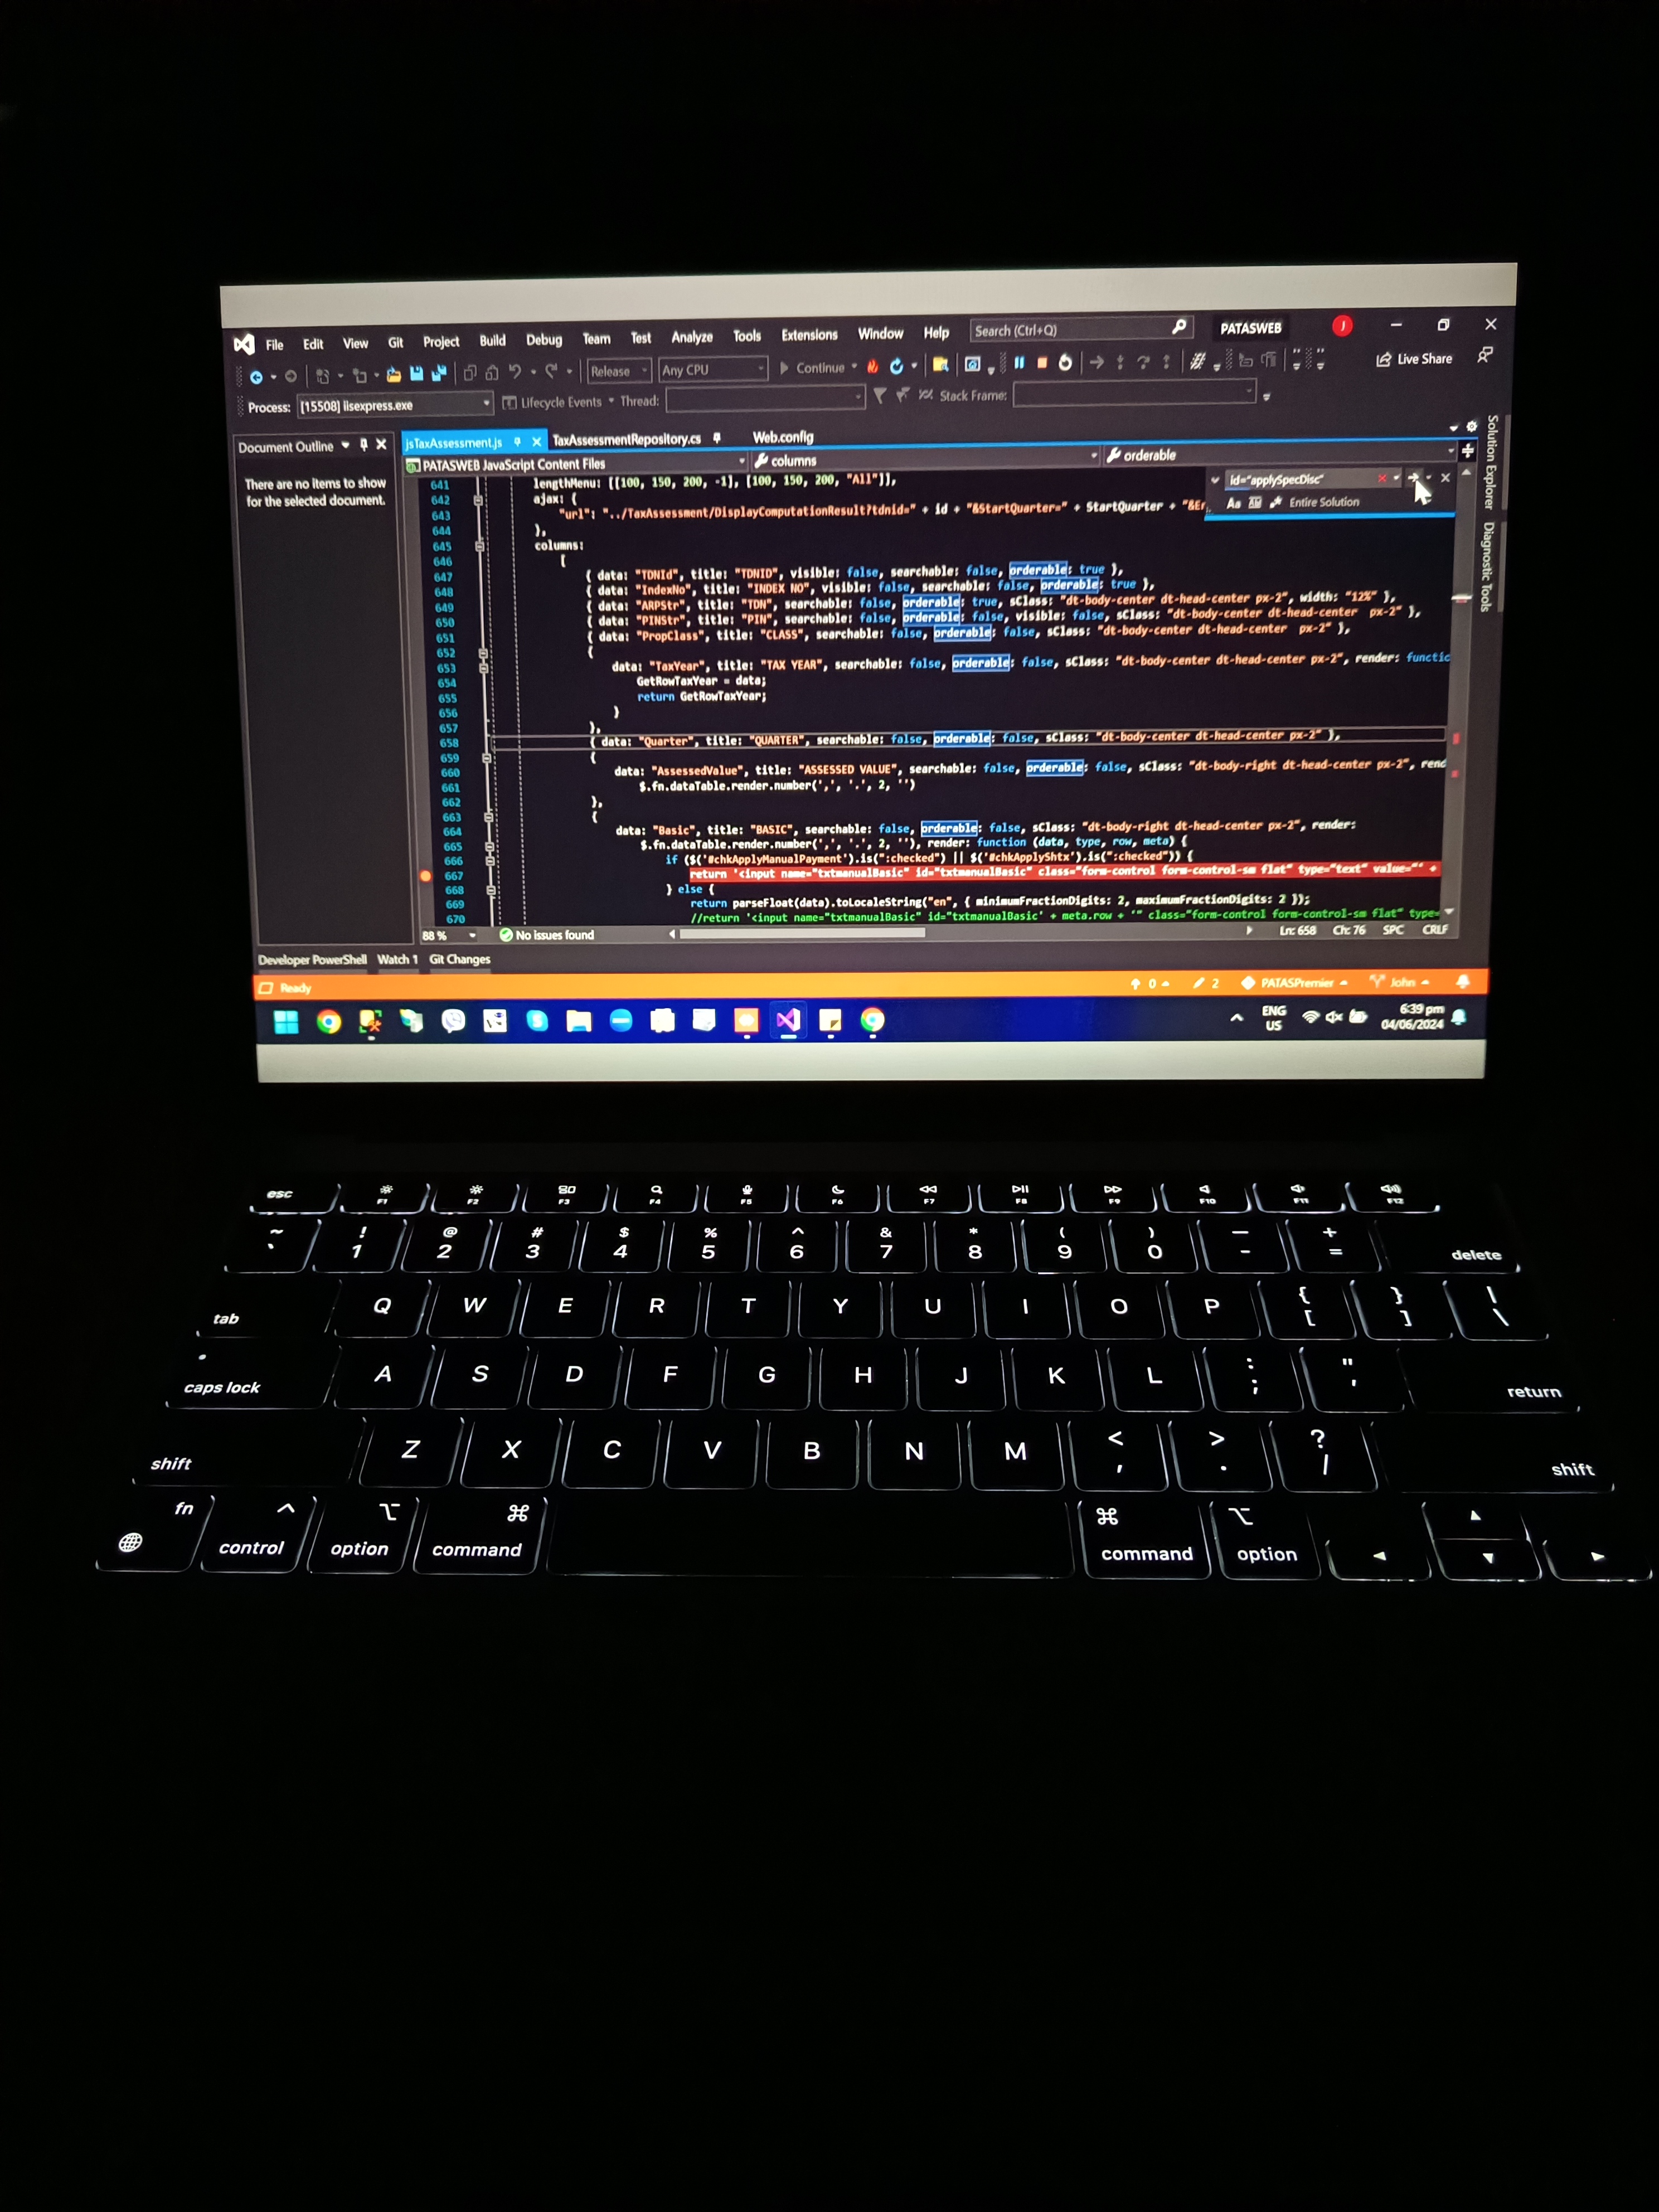 File Edit View Git Project Build Debug Team Test Analyze Tools Extensions Window Help Search (Ctrl+Q) PATASWEB J
Release Any CPU Continue Live Share
Process: [15508] iisexpress.exe Lifecycle Events Thread: Stack Frame:
Document Outline
There are no items to show
for the selected document.
jsTaxAssessment.js TaxAssessmentRepository.cs Web.config
PATASWEB JavaScript Content Files columns orderable
id="applySpecDisc"
Aa Entire Solution
Solution Explorer
Diagnostic Tools
641 lengthMenu: [[100, 150, 200, -1], [100, 150, 200, "All"]],
642 ajax: {
643 "url": "../TaxAssessment/DisplayComputationResult?tdnid=" + id + "&StartQuarter=" + StartQuarter + "&Er
644 },
645 columns:
646 [
647 { data: "TDNId", title: "TDNID", visible: false, searchable: false, orderable: true },
648 { data: "IndexNo", title: "INDEX NO", visible: false, searchable: false, orderable: true },
649 { data: "ARPStr", title: "TDN", searchable: false, orderable: true, sClass: "dt-body-center dt-head-center px-2", width: "12%" },
650 { data: "PINStr", title: "PIN", searchable: false, orderable: false, visible: false, sClass: "dt-body-center dt-head-center px-2" },
651 { data: "PropClass", title: "CLASS", searchable: false, orderable: false, sClass: "dt-body-center dt-head-center px-2" },
652 {
653 data: "TaxYear", title: "TAX YEAR", searchable: false, orderable: false, sClass: "dt-body-center dt-head-center px-2", render: functio
654 GetRowTaxYear = data;
655 return GetRowTaxYear;
656 }
657 },
658 { data: "Quarter", title: "QUARTER", searchable: false, orderable: false, sClass: "dt-body-center dt-head-center px-2" },
659 {
660 data: "AssessedValue", title: "ASSESSED VALUE", searchable: false, orderable: false, sClass: "dt-body-right dt-head-center px-2", rend
661 $.fn.dataTable.render.number(',', '.', 2, '')
662 },
663 {
664 data: "Basic", title: "BASIC", searchable: false, orderable: false, sClass: "dt-body-right dt-head-center px-2", render:
665 $.fn.dataTable.render.number(',', '.', 2, ''), render: function (data, type, row, meta) {
666 if ($('#chkApplyManualPayment').is(":checked") || $('#chkApplyShtx').is(":checked")) {
667 return '<input name="txtmanualBasic" id="txtmanualBasic" class="form-control form-control-sm flat" type="text" value="' +
668 } else {
669 return parseFloat(data).toLocaleString("en", { minimumFractionDigits: 2, maximumFractionDigits: 2 });
670 //return '<input name="txtmanualBasic" id="txtmanualBasic' + meta.row + '" class="form-control form-control-sm flat" type=
88 % No issues found Ln: 658 Ch: 76 SPC CRLF
Developer PowerShell Watch 1 Git Changes
Ready 0 2 PATASPremier John
ENG
US
6:39 pm
04/06/2024
esc F1 F2 F3 F4 F5 F6 F7 F8 F9 F10 F11 F12
~ ! @ # $ % ^ & * ( ) — +
` 1 2 3 4 5 6 7 8 9 0 - = delete
tab Q W E R T Y U I O P { [ } ] | \
caps lock A S D F G H J K L : ; " ' return
shift Z X C V B N M < , > . ? / shift
fn control option command command option